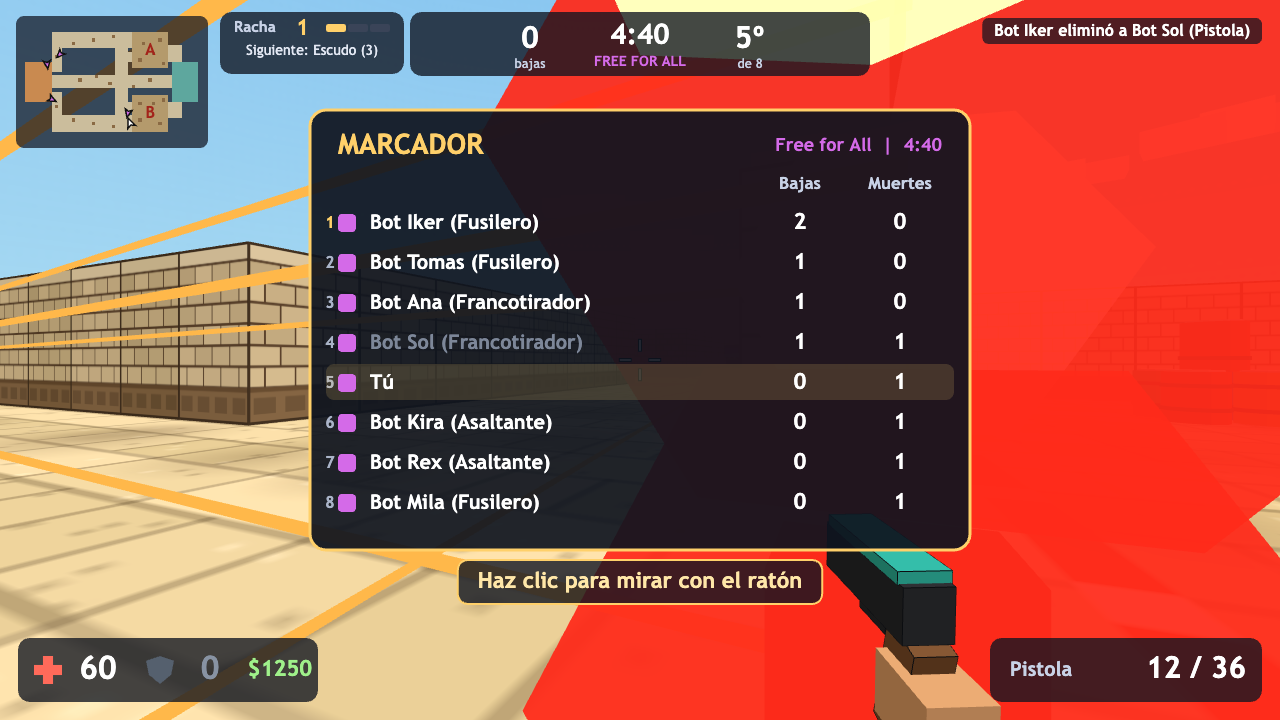 A
B
Racha 1
Siguiente: Escudo (3)
0 4:40 5º
bajas FREE FOR ALL de 8
Bot Iker eliminó a Bot Sol (Pistola)
MARCADOR Free for All | 4:40
Bajas Muertes
1 Bot Iker (Fusilero) 2 0
2 Bot Tomas (Fusilero) 1 0
3 Bot Ana (Francotirador) 1 0
4 Bot Sol (Francotirador) 1 1
5 Tú 0 1
6 Bot Kira (Asaltante) 0 1
7 Bot Rex (Asaltante) 0 1
8 Bot Mila (Fusilero) 0 1
Haz clic para mirar con el ratón
60 0 $1250
Pistola 12 / 36